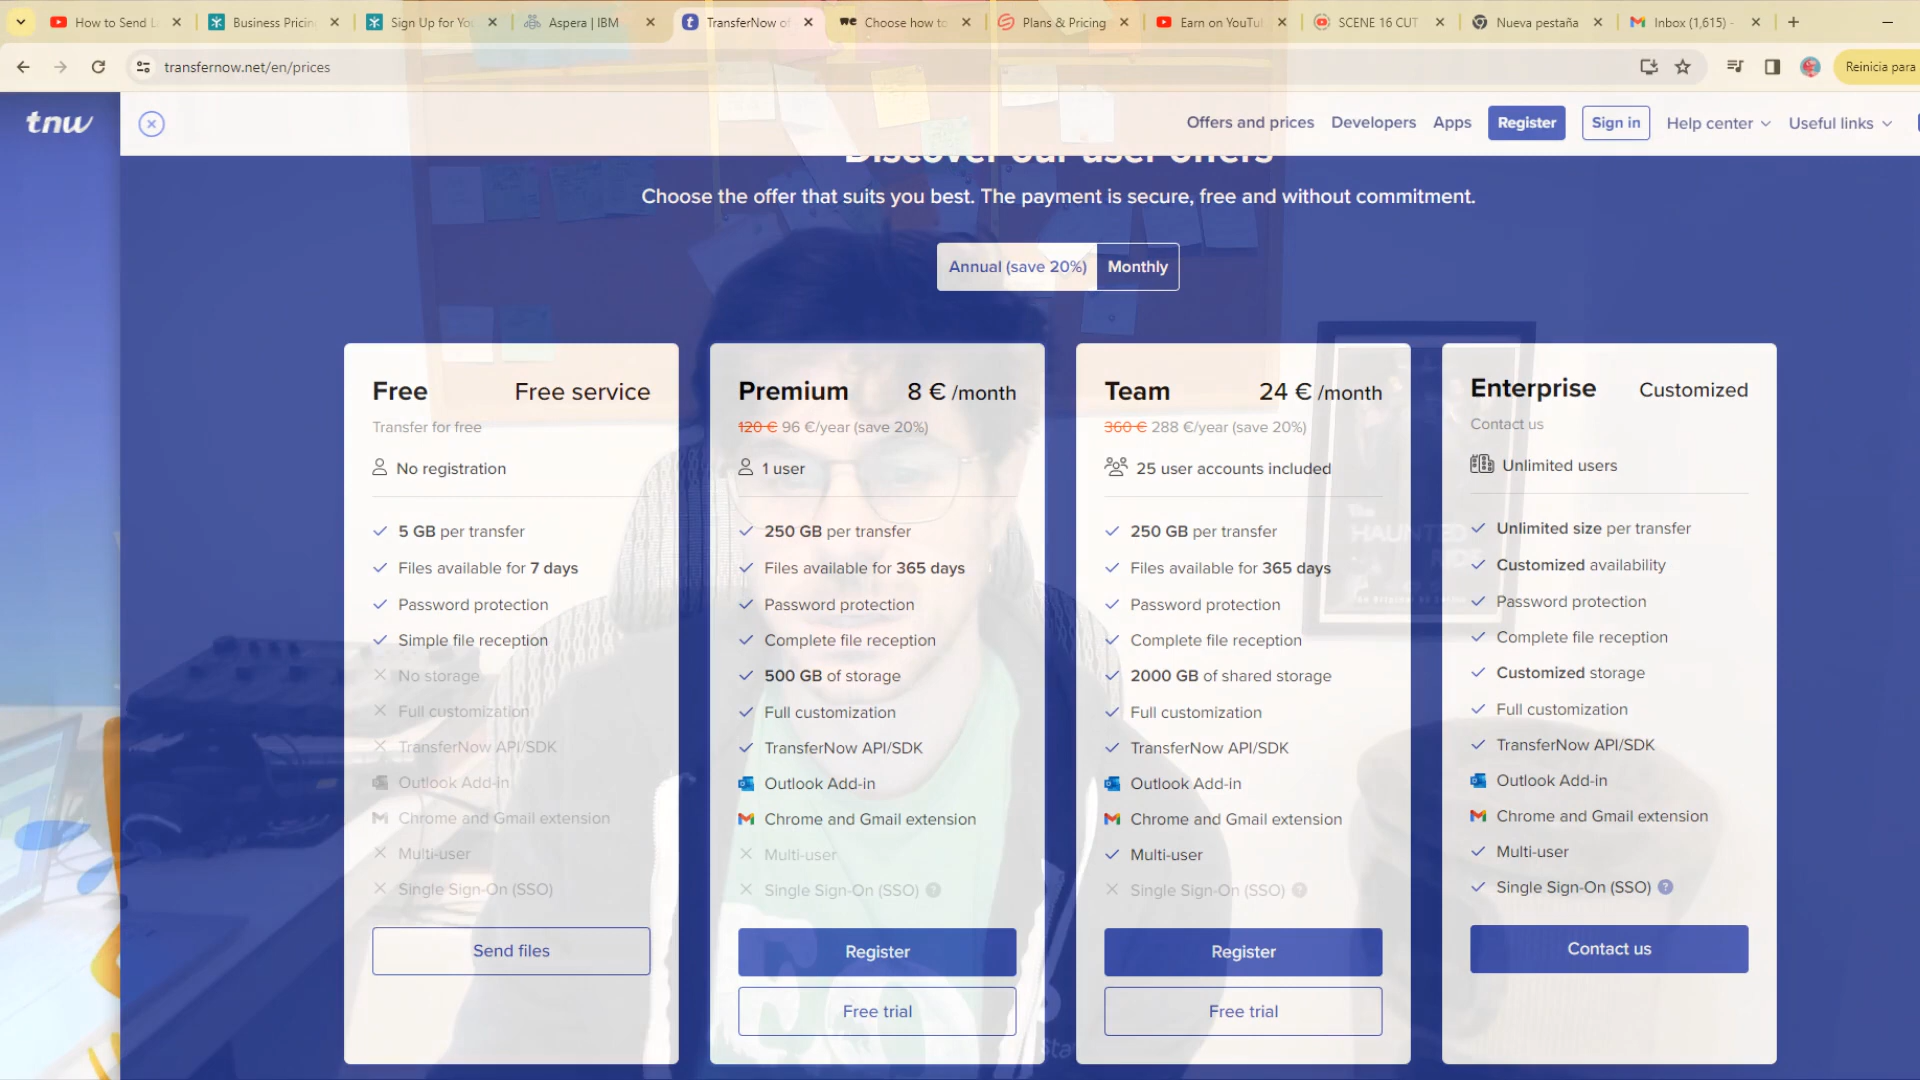 How to Send L
Business Pricin
Sign Up for Yo
Aspera | IBM
TransferNow of
Choose how to
Plans & Pricing
Earn on YouTu
SCENE 16 CUT
Nueva pestaña
Inbox (1,615) -
transfernow.net/en/prices
Reinicia para
tnw
Offers and prices
Developers
Apps
Register
Sign in
Help center
Useful links
Discover our user offers
Choose the offer that suits you best. The payment is secure, free and without commitment.
Annual (save 20%)
Monthly
Free
Free service
Transfer for free
No registration
5 GB per transfer
Files available for 7 days
Password protection
Simple file reception
No storage
Full customization
TransferNow API/SDK
Outlook Add-in
Chrome and Gmail extension
Multi-user
Single Sign-On (SSO)
Send files
Premium
8 € /month
120 € 96 €/year (save 20%)
1 user
250 GB per transfer
Files available for 365 days
Password protection
Complete file reception
500 GB of storage
Full customization
TransferNow API/SDK
Outlook Add-in
Chrome and Gmail extension
Multi-user
Single Sign-On (SSO) ?
Register
Free trial
Team
24 € /month
360 € 288 €/year (save 20%)
25 user accounts included
250 GB per transfer
Files available for 365 days
Password protection
Complete file reception
2000 GB of shared storage
Full customization
TransferNow API/SDK
Outlook Add-in
Chrome and Gmail extension
Multi-user
Single Sign-On (SSO) ?
Register
Free trial
Enterprise
Customized
Contact us
Unlimited users
Unlimited size per transfer
Customized availability
Password protection
Complete file reception
Customized storage
Full customization
TransferNow API/SDK
Outlook Add-in
Chrome and Gmail extension
Multi-user
Single Sign-On (SSO) ?
Contact us
The
HAUNTED
RIDE